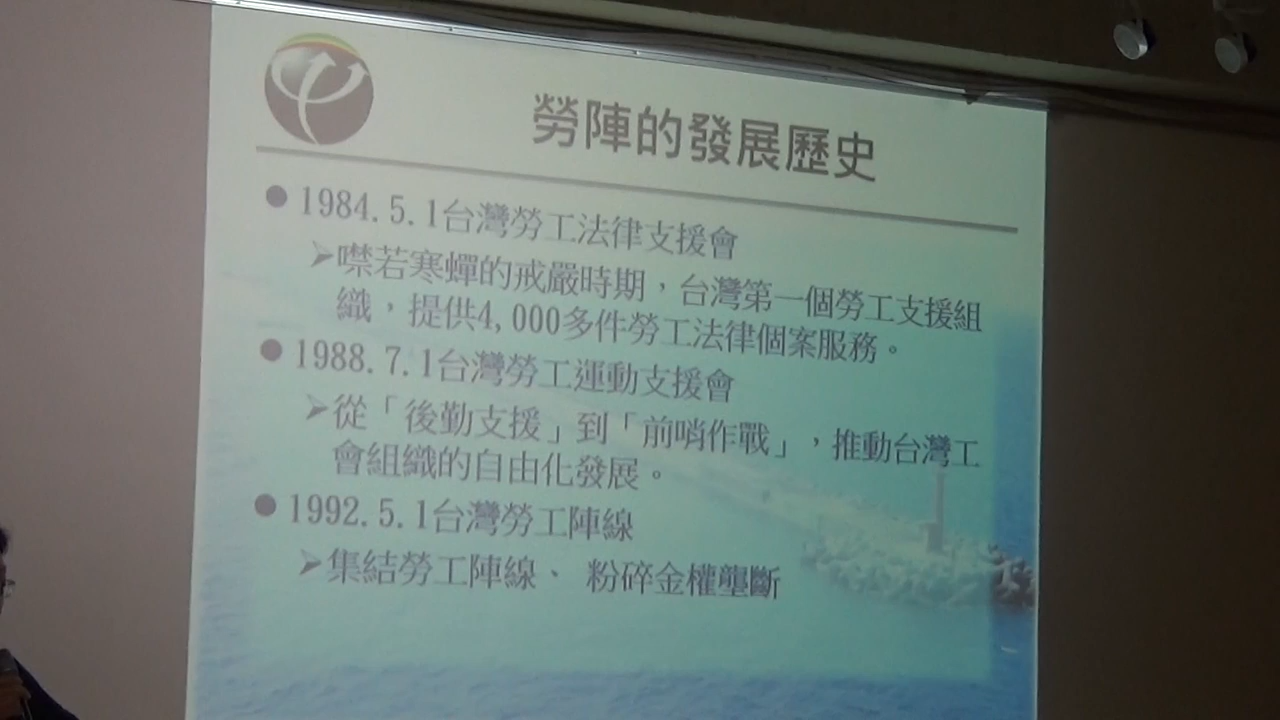 勞陣的發展歷史
●1984.5.1台灣勞工法律支援會
➢噤若寒蟬的戒嚴時期，台灣第一個勞工支援組
織，提供4,000多件勞工法律個案服務。
●1988.7.1台灣勞工運動支援會
➢從「後勤支援」到「前哨作戰」，推動台灣工
會組織的自由化發展。
●1992.5.1台灣勞工陣線
➢集結勞工陣線、 粉碎金權壟斷